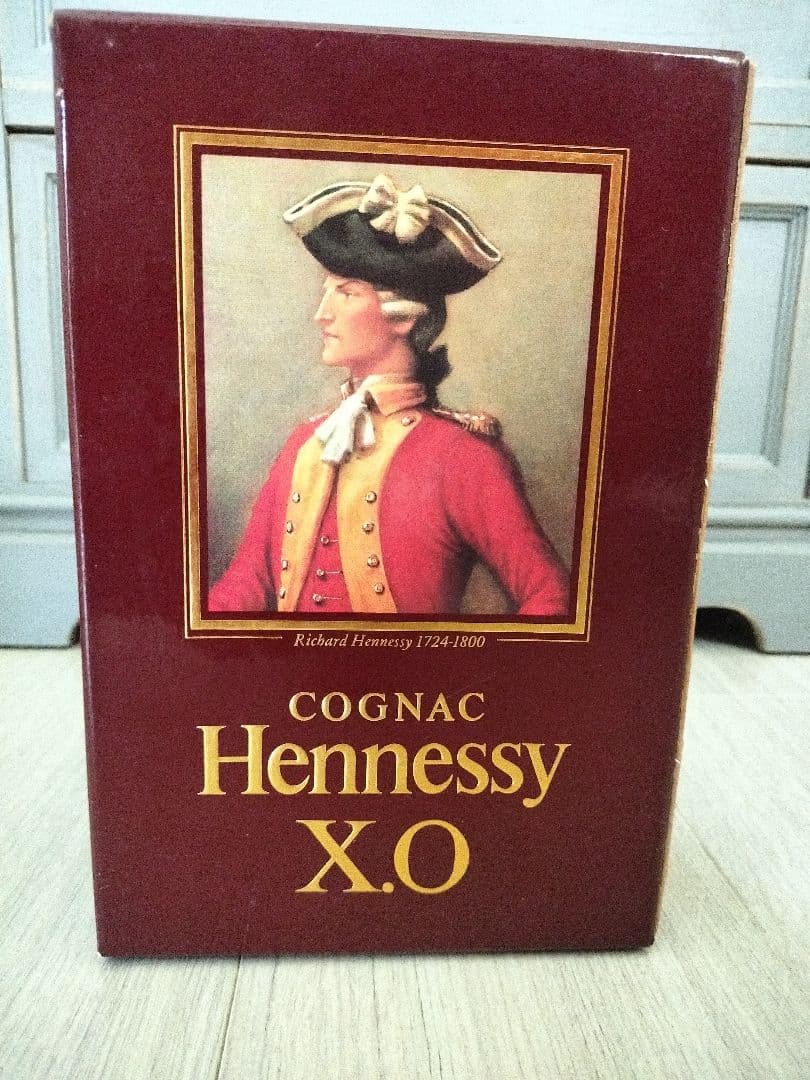 Richard Hennessy 1724-1800
COGNAC
Hennessy
X.O